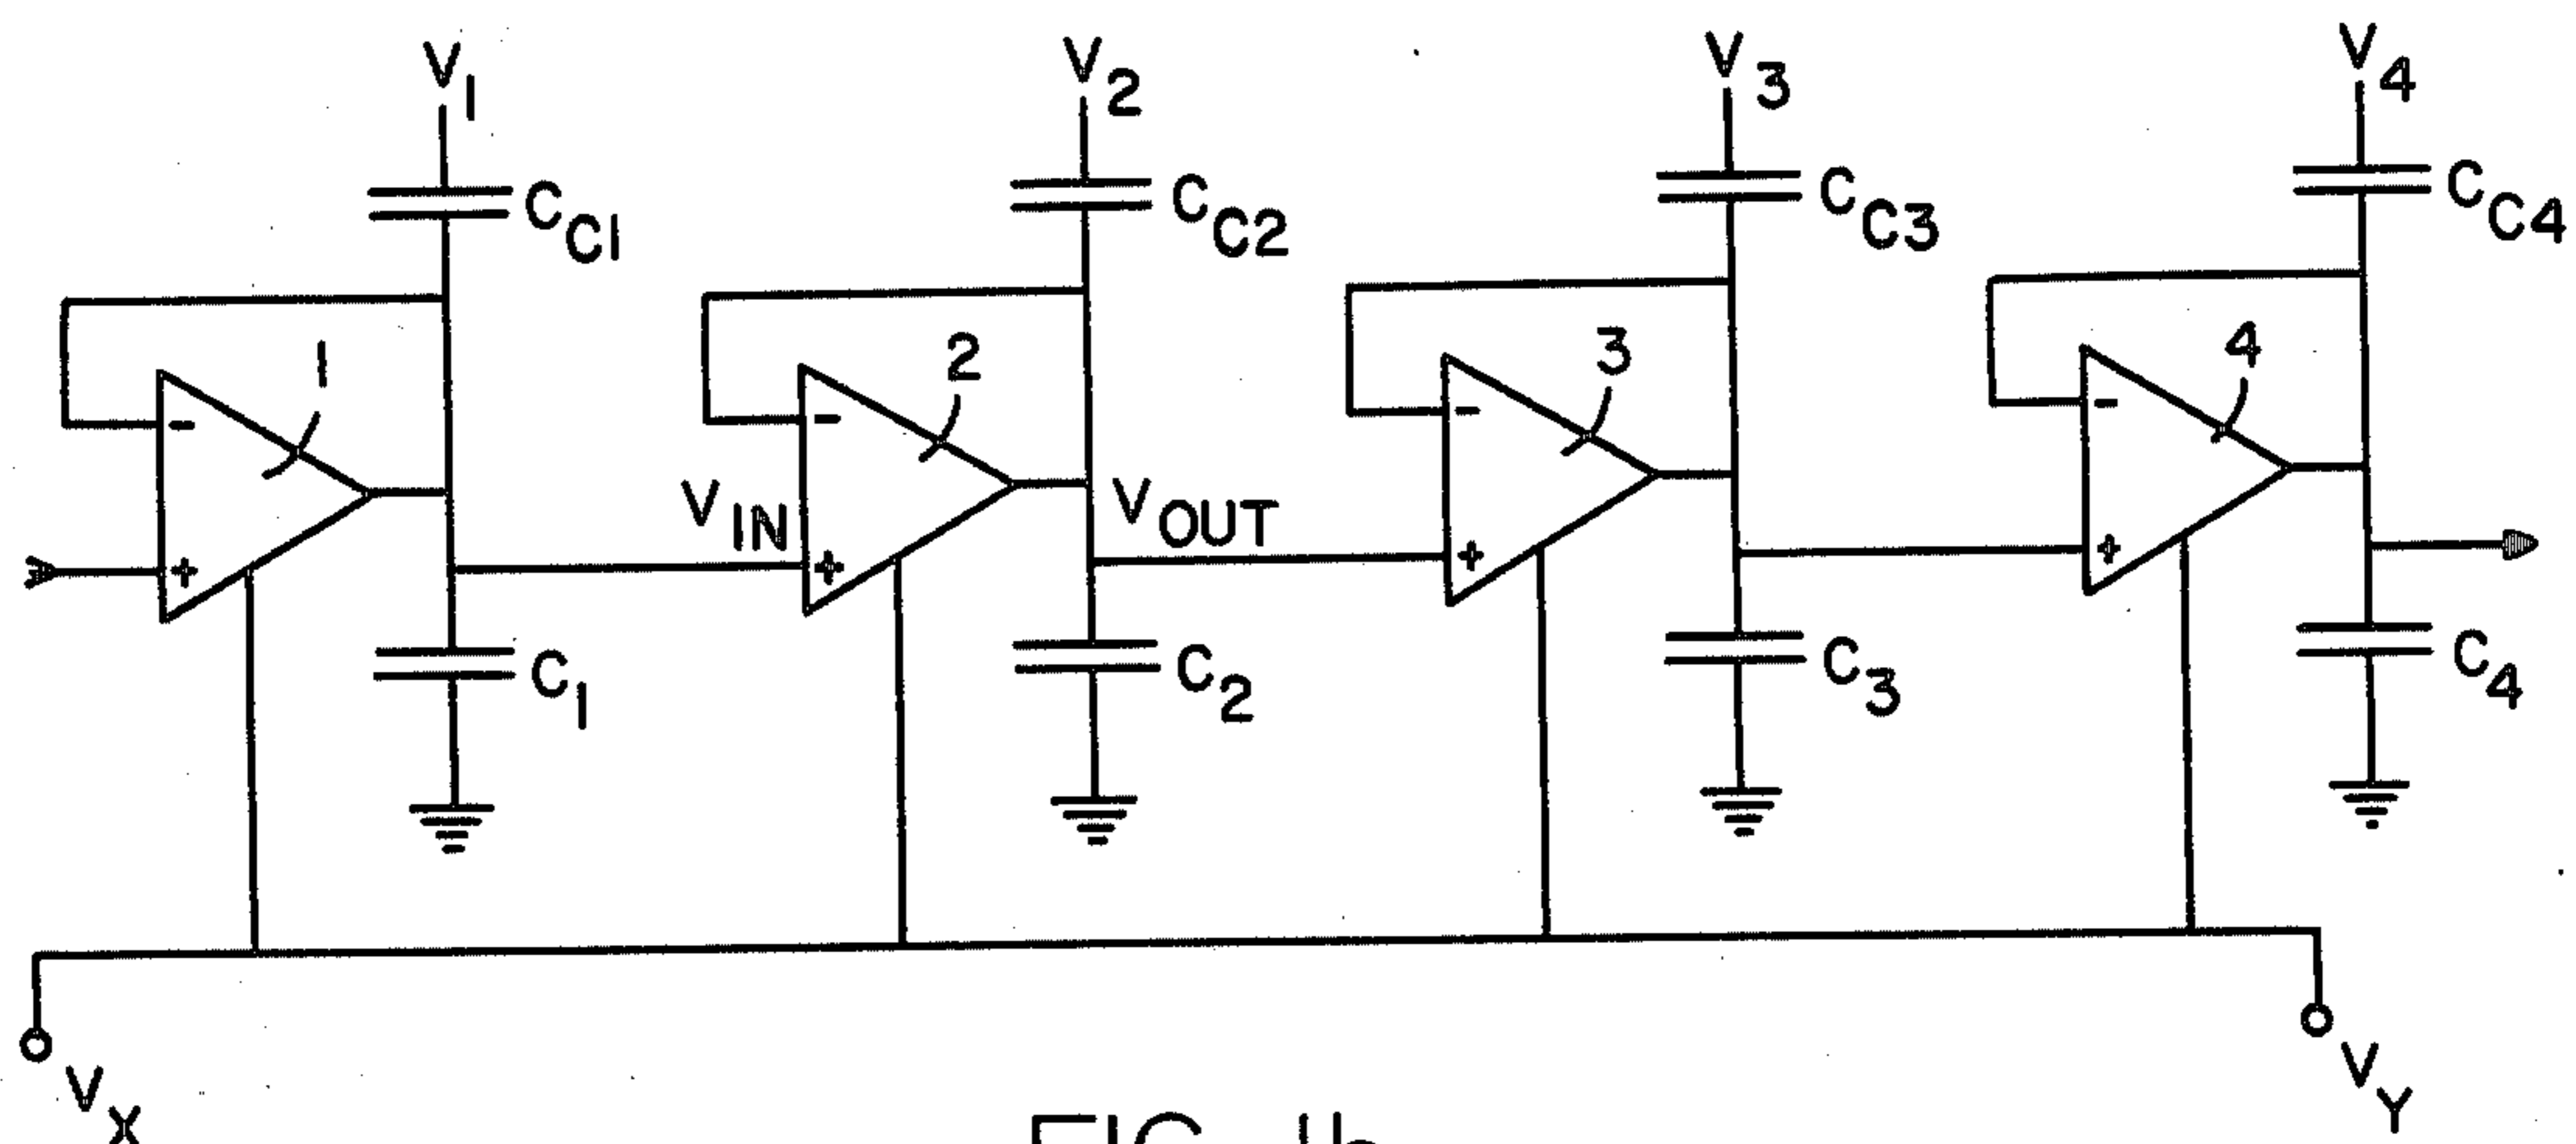 V1 V2 V3 V4
CC1 CC2 CC3 CC4
1 2 3 4
- - - -
VIN VOUT
+ + + +
C1 C2 C3 C4
VX VY
FIG.